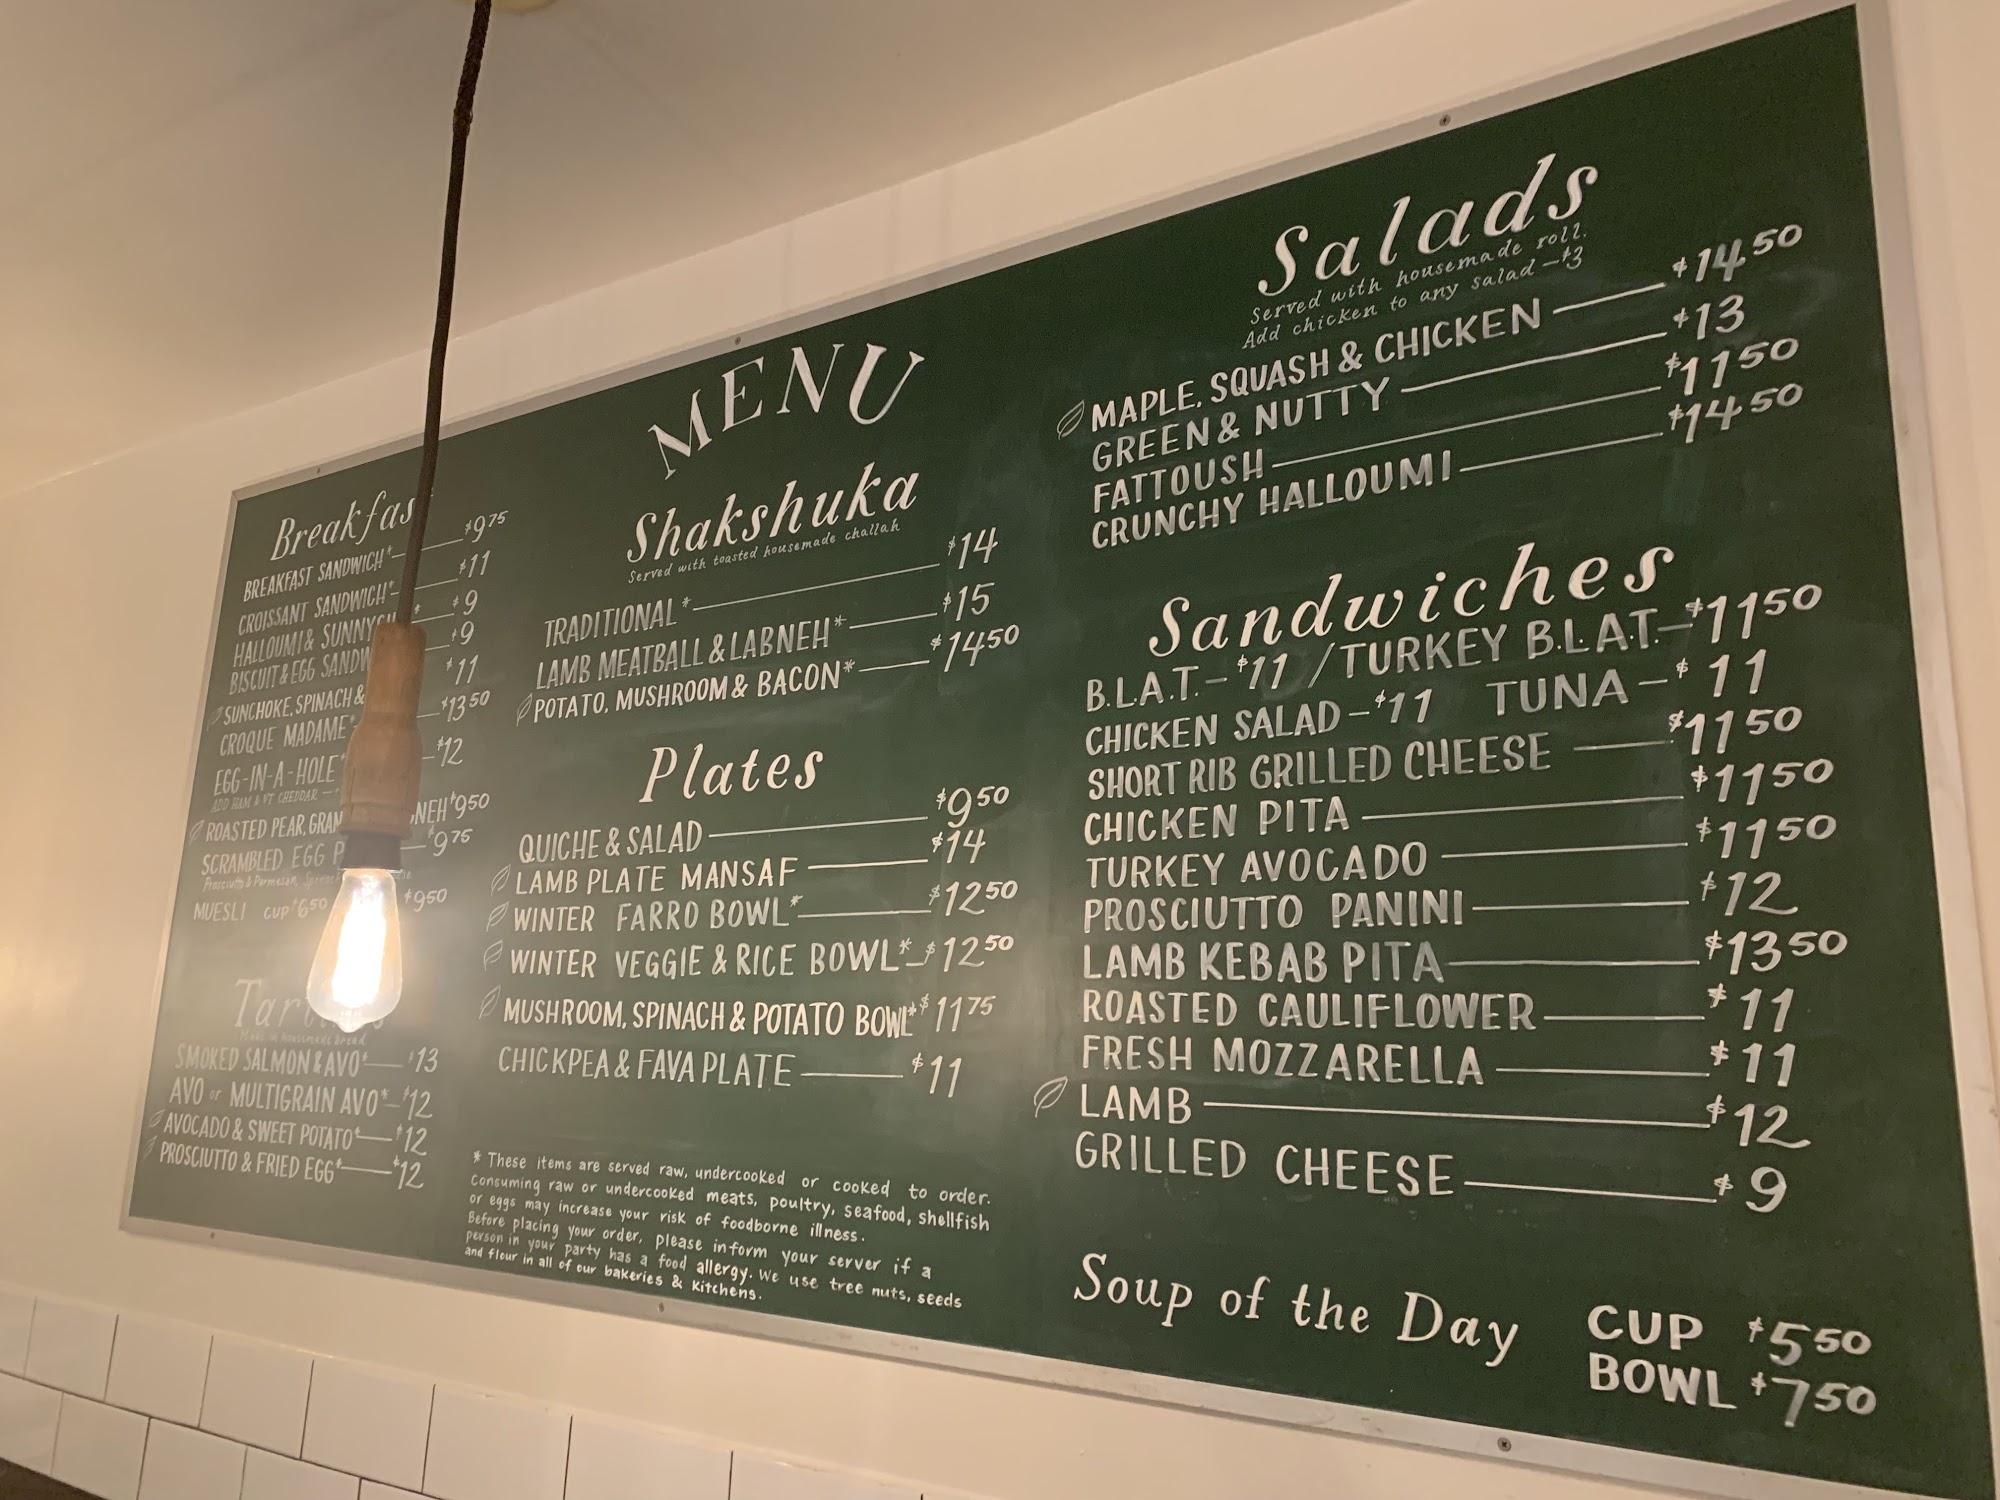 MENU
Breakfas
BREAKFAST SANDWICH* $9 75
CROISSANT SANDWICH* $11
HALLOUMI & * $9
BISCUIT & EGG $9
SUNCHOKE, SPINACH & $11
CROQUE MADAME* $13 50
EGG-IN-A-HOLE* $12
ADD HAM & VT CHEDDAR —
ROASTED PEAR, $9 50
SCRAMBLED EGG $9 75
Prosciutto & Parmesan,
MUESLI CUP $6 50 $9 50
housemade bread
SMOKED SALMON & AVO* $13
AVO or MULTIGRAIN AVO* $12
AVOCADO & SWEET POTATO* $12
PROSCIUTTO & FRIED EGG* $12
Shakshuka
Served with toasted housemade challah
TRADITIONAL* $14
LAMB MEATBALL & LABNEH* $15
POTATO, MUSHROOM & BACON* $14 50
Plates
QUICHE & SALAD $9 50
LAMB PLATE MANSAF $14
WINTER FARRO BOWL* $12 50
WINTER VEGGIE & RICE BOWL* $12 50
MUSHROOM, SPINACH & POTATO BOWL* $11 75
CHICKPEA & FAVA PLATE $11
* These items are served raw, undercooked or cooked to order.
Consuming raw or undercooked meats, poultry, seafood, shellfish
or eggs may increase your risk of foodborne illness.
Before placing your order, please inform your server if a
person in your party has a food allergy. We use tree nuts, seeds
and flour in all of our bakeries & kitchens.
Salads
Served with housemade roll.
Add chicken to any salad — $3
MAPLE, SQUASH & CHICKEN $14 50
GREEN & NUTTY $13
FATTOUSH $11 50
CRUNCHY HALLOUMI $14 50
Sandwiches
B.L.A.T. – $11 / TURKEY B.L.A.T. – $11 50
CHICKEN SALAD – $11 TUNA – $11
SHORT RIB GRILLED CHEESE $11 50
CHICKEN PITA $11 50
TURKEY AVOCADO $11 50
PROSCIUTTO PANINI $12
LAMB KEBAB PITA $13 50
ROASTED CAULIFLOWER $11
FRESH MOZZARELLA $11
LAMB $12
GRILLED CHEESE $9
Soup of the Day CUP $5 50
BOWL $7 50